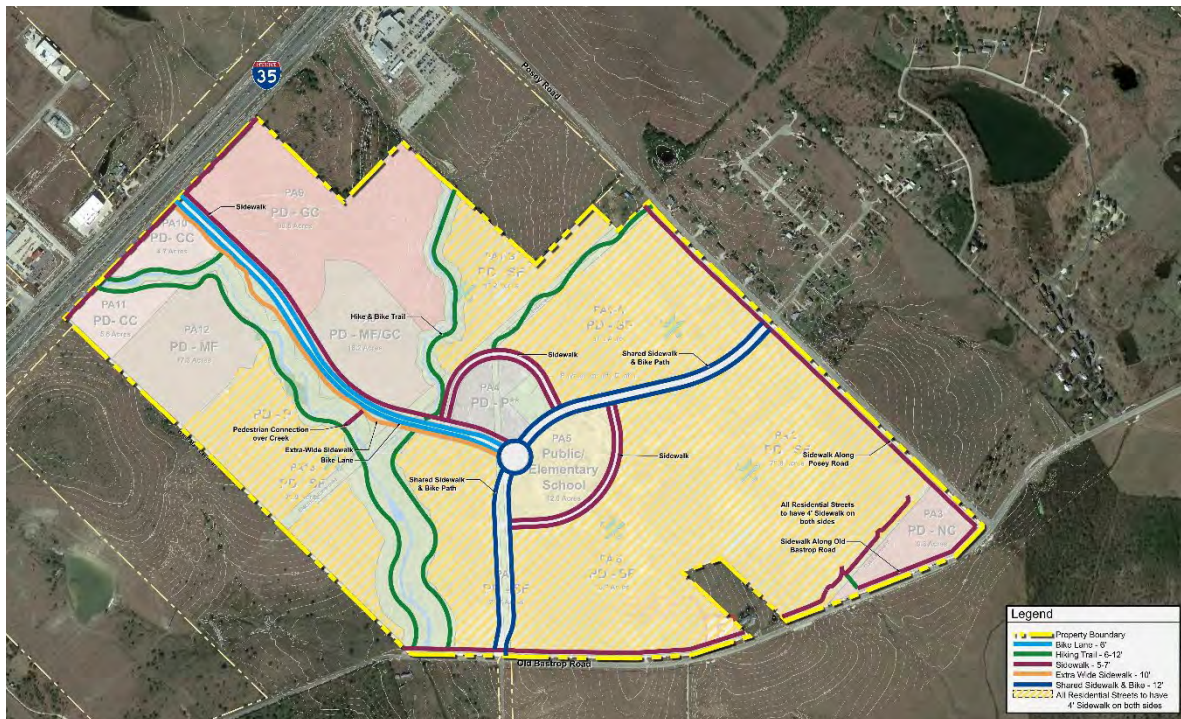 INTERSTATE
35
Posey Road
PA9
PD - GC
Sidewalk
PA10
PD- CC
PA11
PD- CC
PA12
PD - MF
Hike & Bike Trail
PD - MF/GC
PD - SF
PD - SF
Sidewalk
Shared Sidewalk
& Bike Path
PA4
PD - P**
PD - P
Pedestrian Connection
over Creek
Extra-Wide Sidewalk
Bike Lane
PA5
Public/
Elementary
School
Sidewalk
Sidewalk Along
Posey Road
PD - SF
Shared Sidewalk
& Bike Path
All Residential Streets
to have 4' Sidewalk on
both sides
PA3
PD - NC
Sidewalk Along Old
Bastrop Road
PD - SF
Old Bastrop Road
Legend
Property Boundary
Bike Lane - 6'
Hiking Trail - 6-12'
Sidewalk - 5-7'
Extra Wide Sidewalk - 10'
Shared Sidewalk & Bike - 12'
All Residential Streets to have
4' Sidewalk on both sides